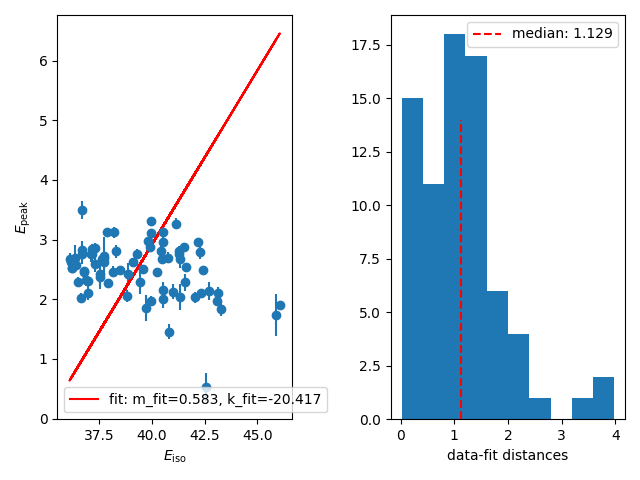 6
5
4
3
2
1
0
37.5 40.0 42.5 45.0
E_peak
E_iso
fit: m_fit=0.583, k_fit=-20.417
17.5
15.0
12.5
10.0
7.5
5.0
2.5
0.0
0 1 2 3 4
data-fit distances
median: 1.129